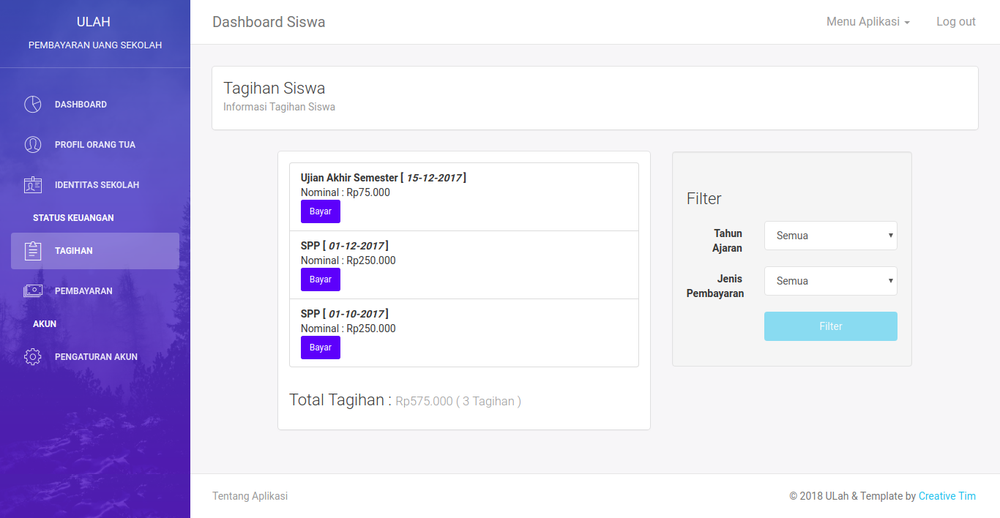 ULAH
PEMBAYARAN UANG SEKOLAH
DASHBOARD
PROFIL ORANG TUA
IDENTITAS SEKOLAH
STATUS KEUANGAN
TAGIHAN
PEMBAYARAN
AKUN
PENGATURAN AKUN
Dashboard Siswa
Menu Aplikasi
Log out
Tagihan Siswa
Informasi Tagihan Siswa
Ujian Akhir Semester [ 15-12-2017 ]
Nominal : Rp75.000
Bayar
SPP [ 01-12-2017 ]
Nominal : Rp250.000
Bayar
SPP [ 01-10-2017 ]
Nominal : Rp250.000
Bayar
Total Tagihan : Rp575.000 ( 3 Tagihan )
Filter
Tahun
Ajaran
Semua
Jenis
Pembayaran
Semua
Filter
Tentang Aplikasi
© 2018 ULah & Template by Creative Tim